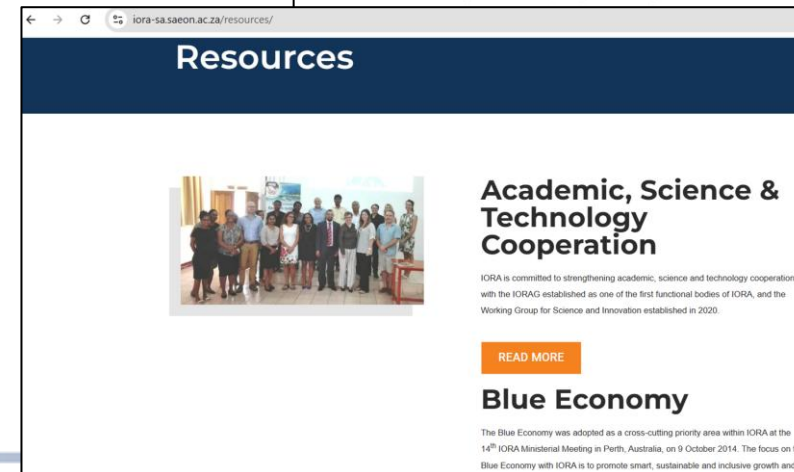 iora-sa.saeon.ac.za/resources/
Resources
Academic, Science &
Technology
Cooperation
IORA is committed to strengthening academic, science and technology cooperation
with the IORAG established as one of the first functional bodies of IORA, and the
Working Group for Science and Innovation established in 2020.
READ MORE
Blue Economy
The Blue Economy was adopted as a cross-cutting priority area within IORA at the
14th IORA Ministerial Meeting in Perth, Australia, on 9 October 2014. The focus on
Blue Economy with IORA is to promote smart, sustainable and inclusive growth and